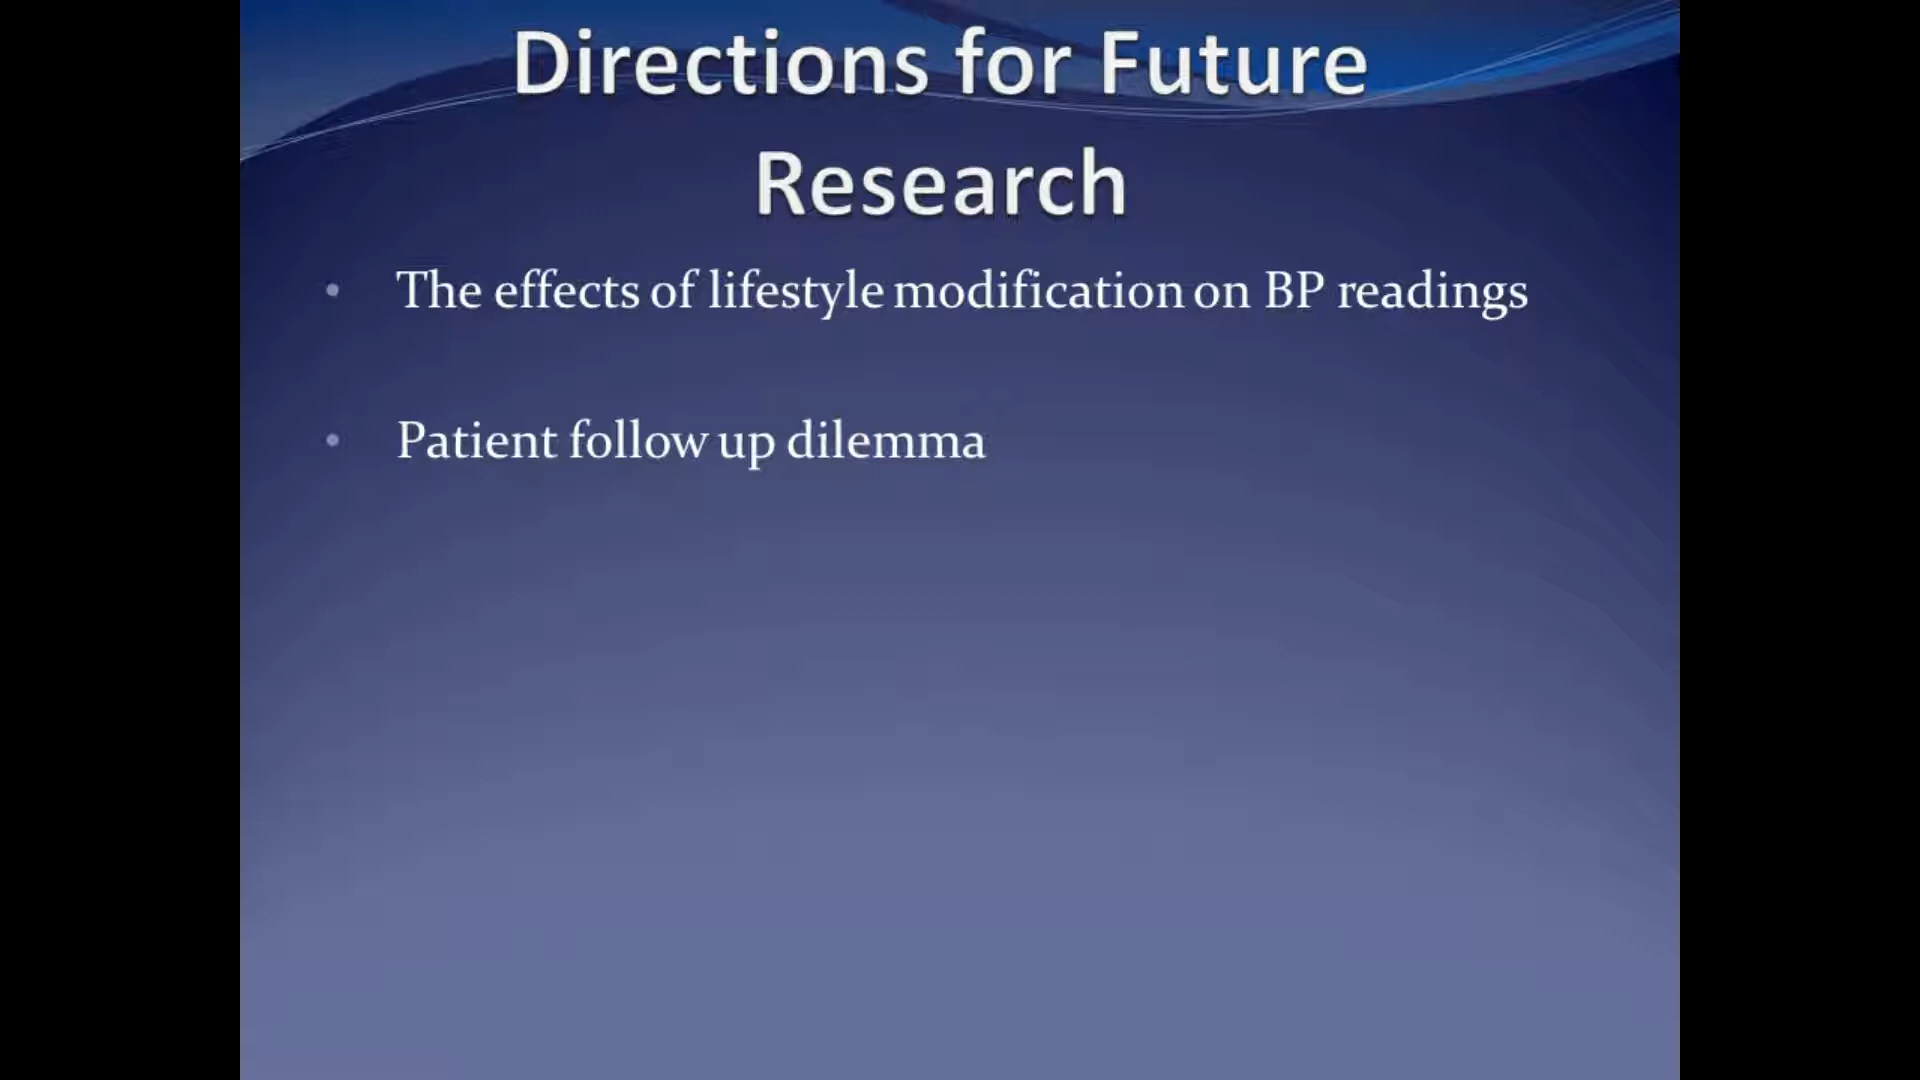 Directions for Future
Research
• The effects of lifestyle modification on BP readings
• Patient follow up dilemma